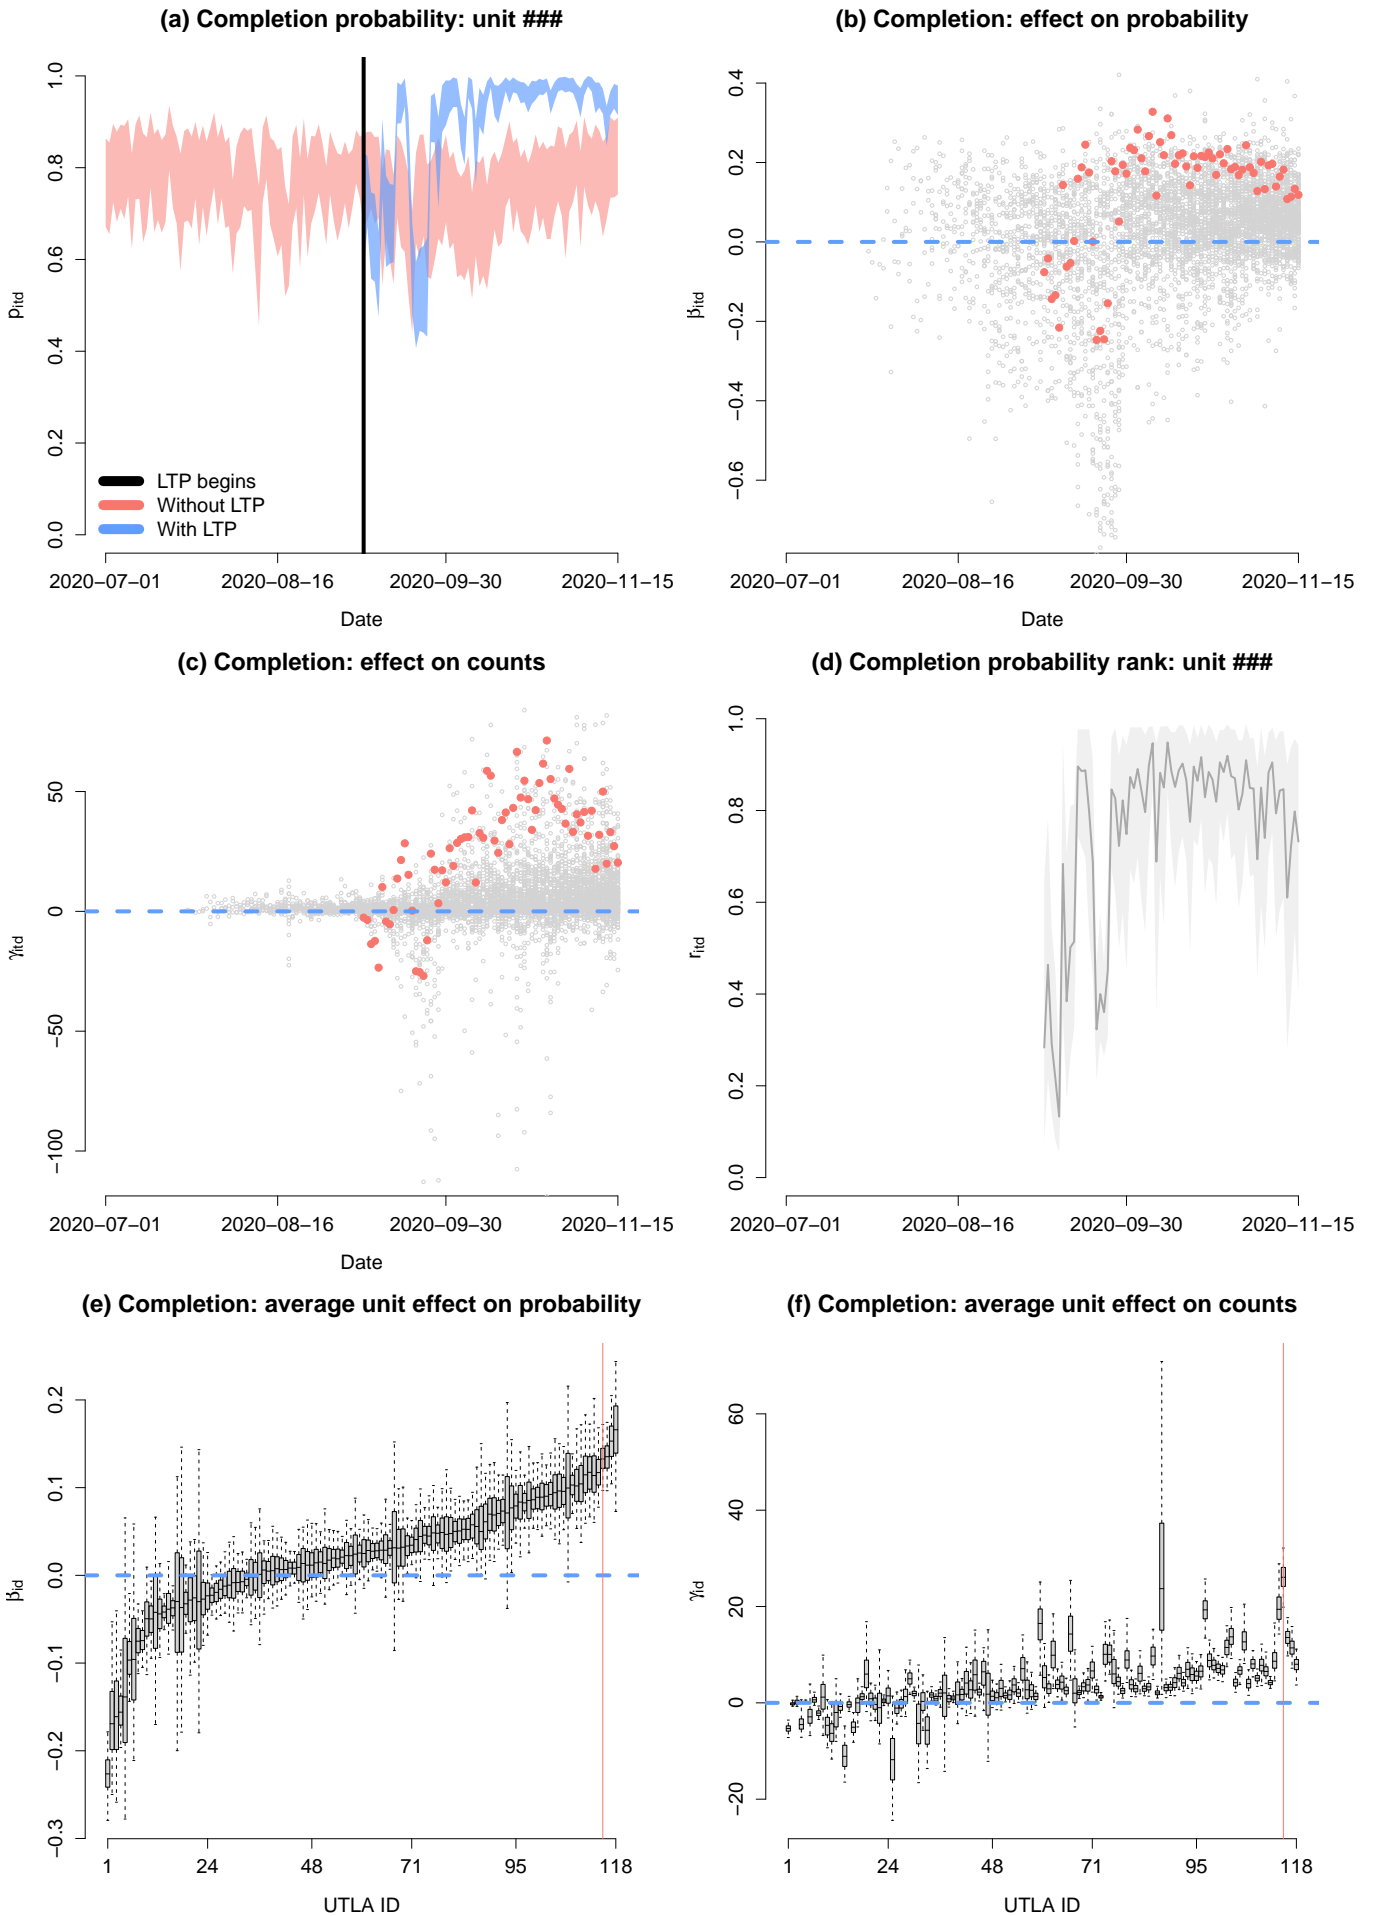 (a) Completion probability: unit ###
pitd
1.0
0.8
0.6
0.4
0.2
0.0
LTP begins
Without LTP
With LTP
2020−07−01 2020−08−16 2020−09−30 2020−11−15
Date
(b) Completion: effect on probability
βitd
0.4
0.2
0.0
−0.2
−0.4
−0.6
2020−07−01 2020−08−16 2020−09−30 2020−11−15
Date
(c) Completion: effect on counts
γitd
50
0
−50
−100
2020−07−01 2020−08−16 2020−09−30 2020−11−15
Date
(d) Completion probability rank: unit ###
ritd
1.0
0.8
0.6
0.4
0.2
0.0
2020−07−01 2020−08−16 2020−09−30 2020−11−15
(e) Completion: average unit effect on probability
βid
0.2
0.1
0.0
−0.1
−0.2
−0.3
1 24 48 71 95 118
UTLA ID
(f) Completion: average unit effect on counts
γid
60
40
20
0
−20
1 24 48 71 95 118
UTLA ID